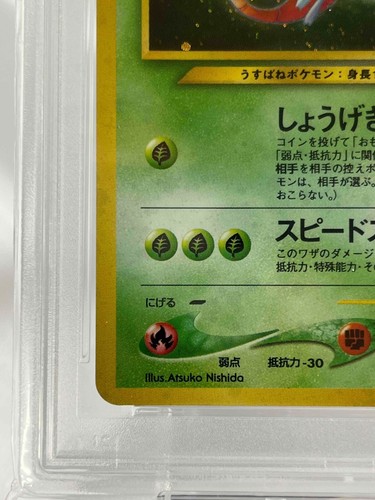 うすばねポケモン：身長
しょうげき
コインを投げて「おも
「弱点・抵抗力」に関係
相手を相手の控えポ
モンは、相手が選ぶ。
おこらない。）
スピードス
このワザのダメージ
抵抗力・特殊能力・その
にげる
弱点 抵抗力-30
Illus.Atsuko Nishida